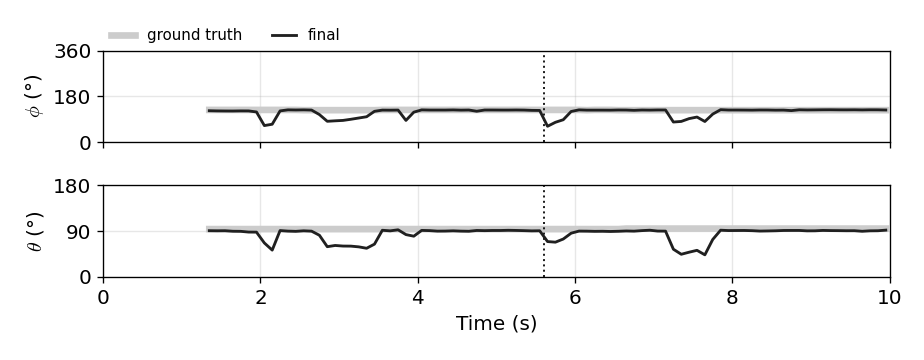 ground truth final
360
180
0
ϕ (°)
180
90
0
θ (°)
0 2 4 6 8 10
Time (s)